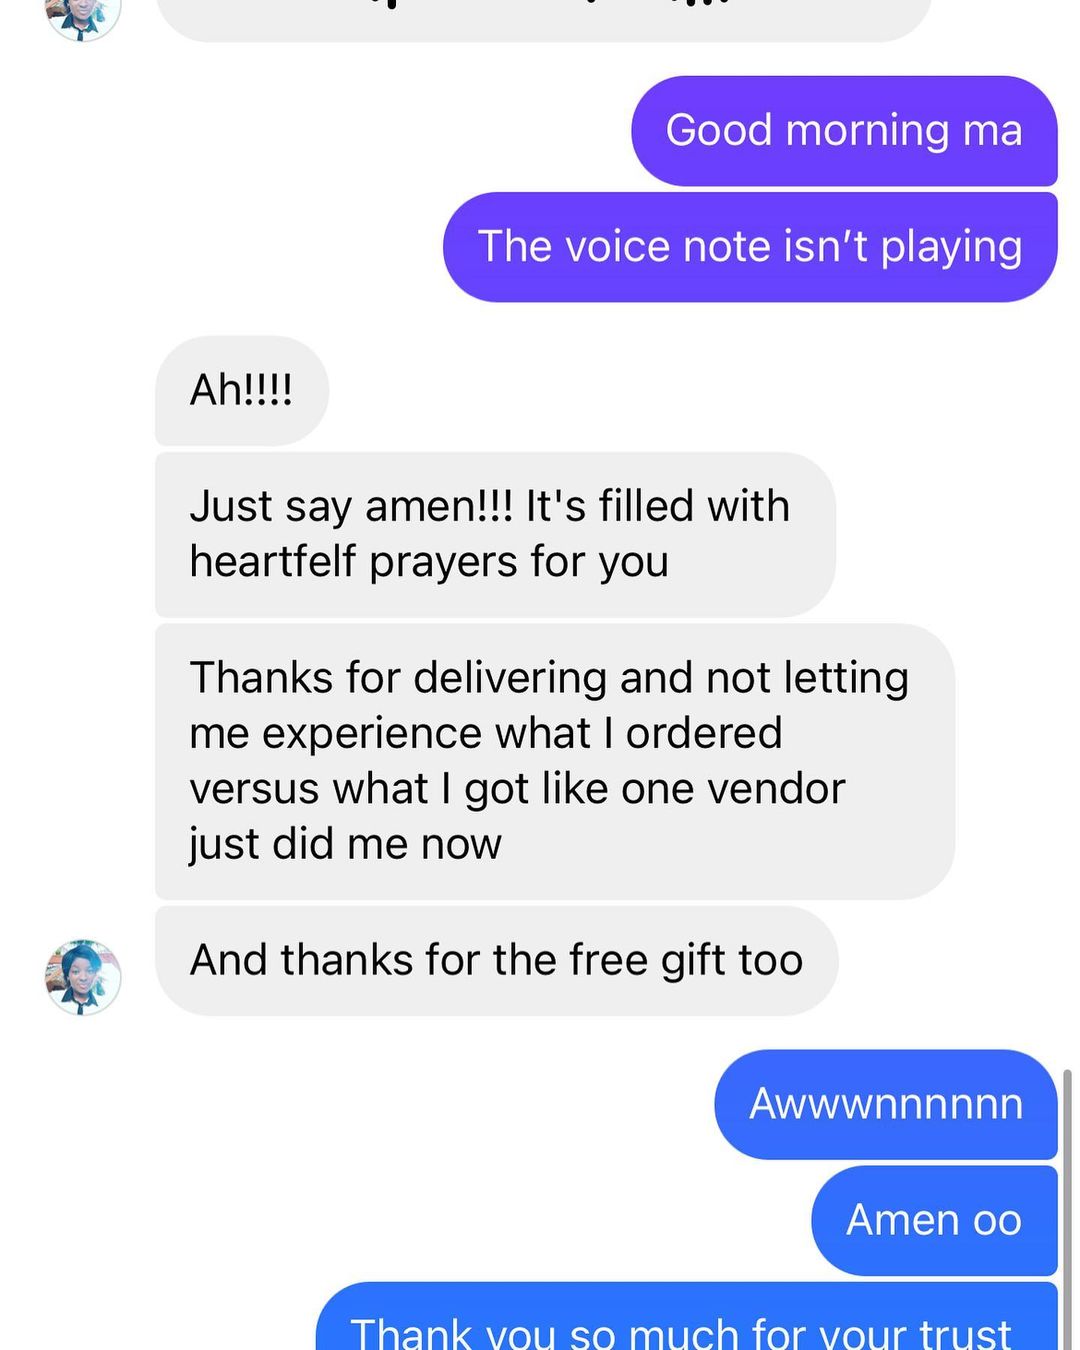 Good morning ma
The voice note isn't playing
Ah!!!!
Just say amen!!! It's filled with
heartfelf prayers for you
Thanks for delivering and not letting
me experience what I ordered
versus what I got like one vendor
just did me now
And thanks for the free gift too
Awwwnnnnnn
Amen oo
Thank you so much for your trust